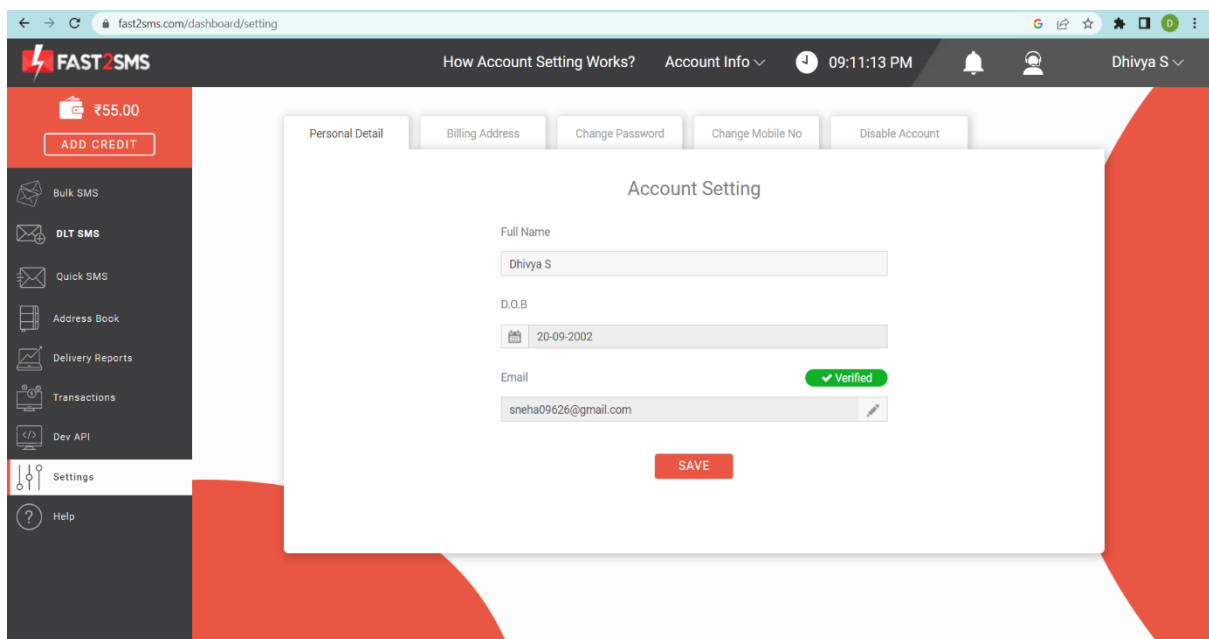 fast2sms.com/dashboard/setting
G
D
FAST2SMS
How Account Setting Works? Account Info 09:11:13 PM Dhivya S
₹55.00
ADD CREDIT
Bulk SMS
DLT SMS
Quick SMS
Address Book
Delivery Reports
Transactions
Dev API
Settings
Help
Personal Detail Billing Address Change Password Change Mobile No Disable Account
Account Setting
Full Name
Dhivya S
D.O.B
20-09-2002
Email Verified
sneha09626@gmail.com
SAVE